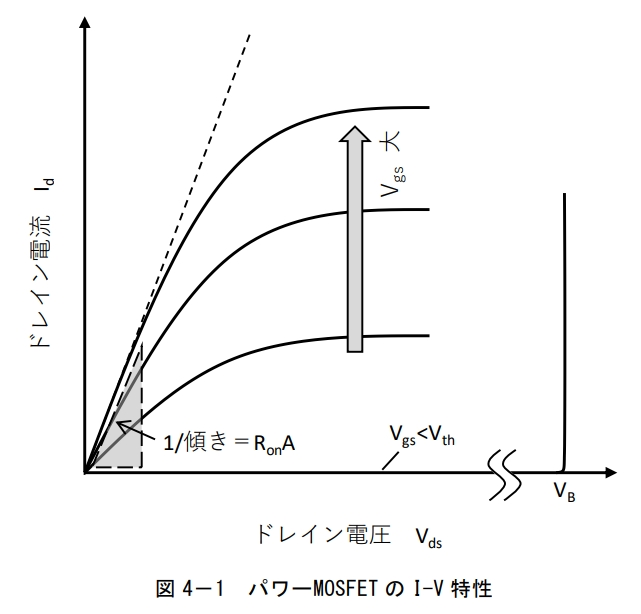 ドレイン電流 Id
Vgs 大
1/傾き＝RonA
Vgs<Vth
VB
ドレイン電圧 Vds
図 4－1 パワーMOSFET の I-V 特性